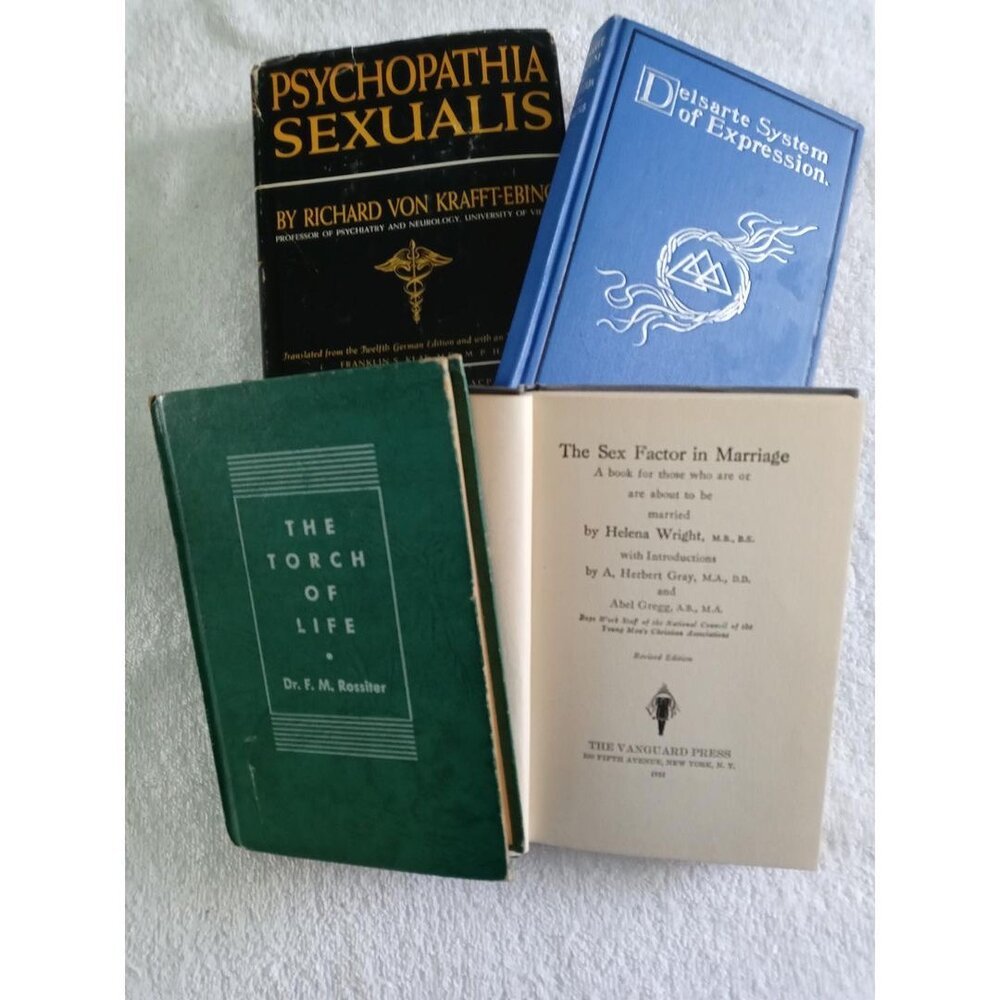 PSYCHOPATHIA
SEXUALIS
BY RICHARD VON KRAFFT-EBING
PROFESSOR OF PSYCHIATRY AND NEUROLOGY, UNIVERSITY OF
Translated from the Twelfth German Edition and with an
FRANKLIN S.
Delsarte System
of Expression.
THE
TORCH
OF
LIFE
Dr. F. M. Rossiter
The Sex Factor in Marriage
A book for those who are or
are about to be
married
by Helena Wright, M.B., B.S.
with Introductions
by A. Herbert Gray, M.A., D.D.
and
Abel Gregg, A.B., M.A.
Boys Work Staff of the National Council of the
Young Men's Christian Associations
Revised Edition
THE VANGUARD PRESS
100 FIFTH AVENUE, NEW YORK, N. Y.